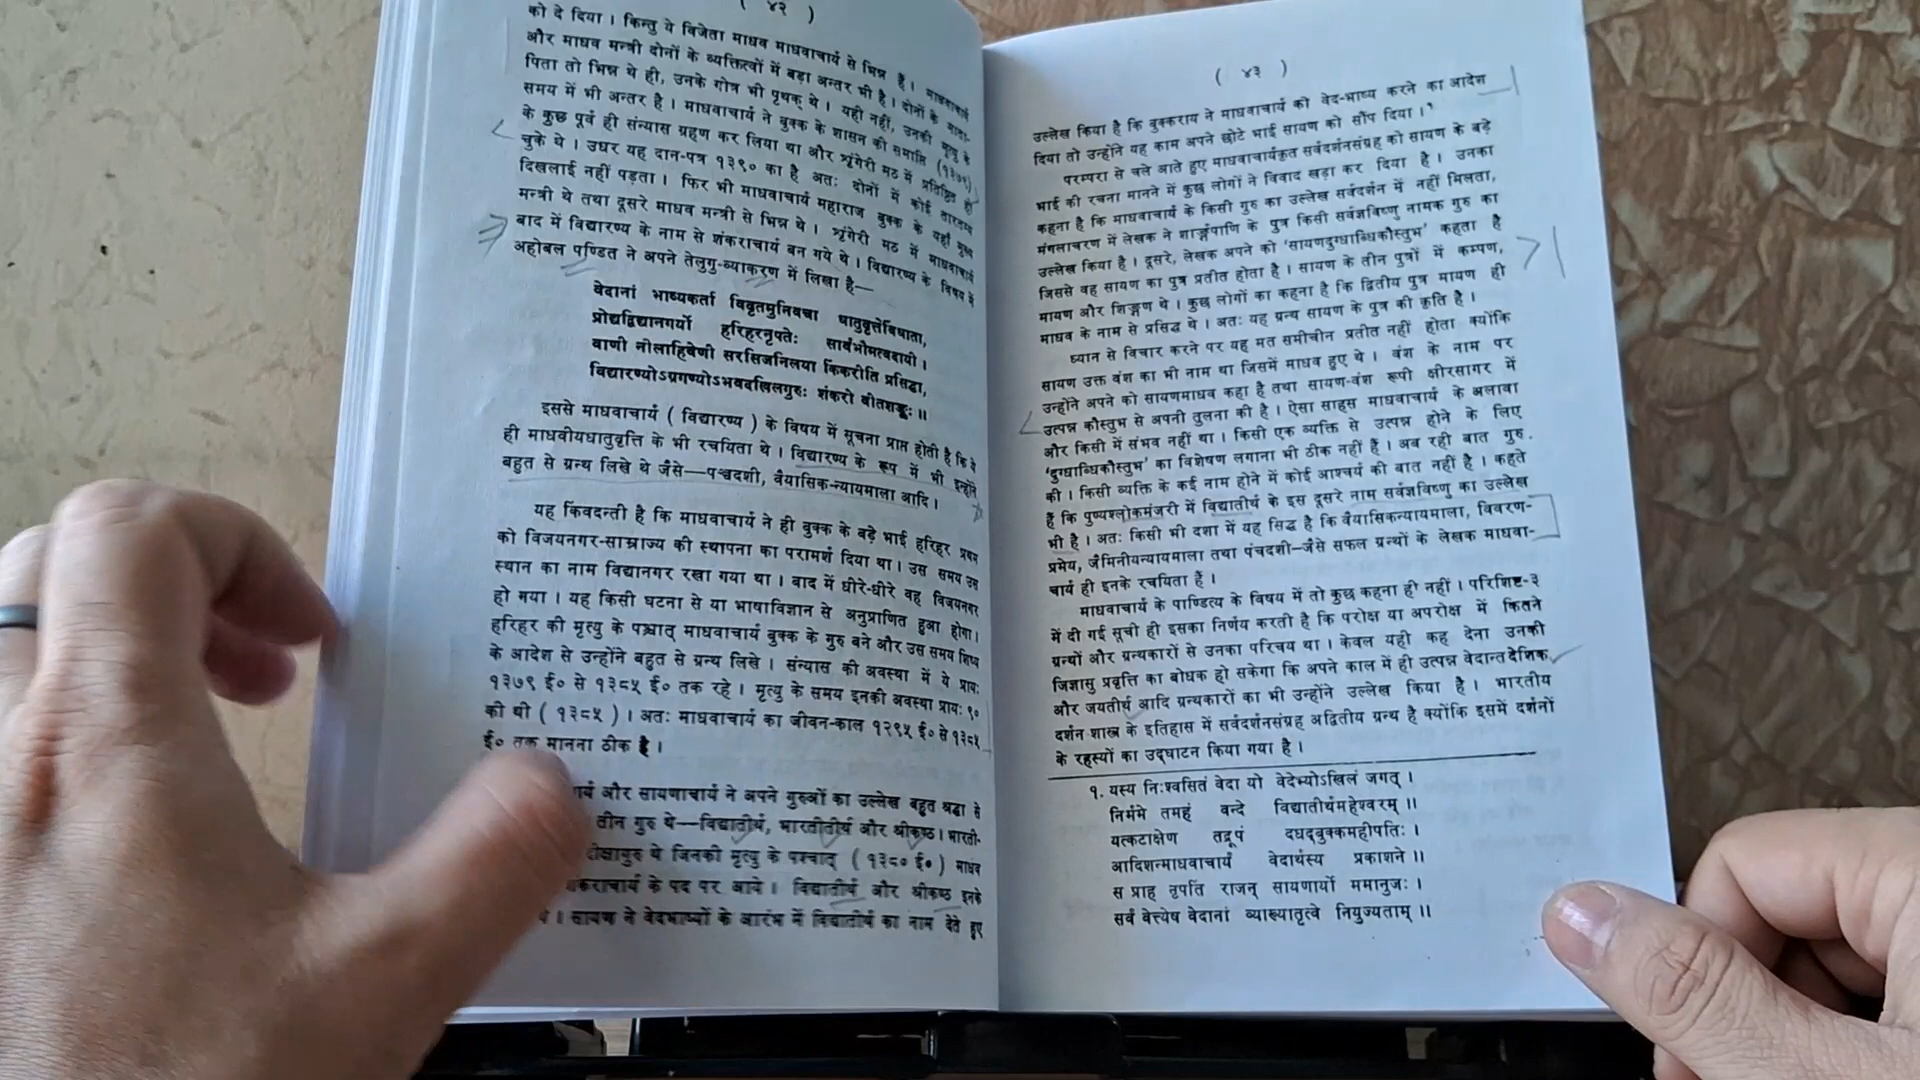 ( ४२ )
को दे दिया । किन्तु ये विजेता माधव माधवाचार्य से भिन्न हैं । माधवाचार्य
और माधव मन्त्री दोनों के व्यक्तित्वों में बड़ा अन्तर भी है । दोनों के माता-
पिता तो भिन्न थे ही, उनके गोत्र भी पृथक् थे । यही नहीं, उनकी मृत्यु के
समय में भी अन्तर है । माधवाचार्य ने बुक्क के शासन की समाप्ति (१३७९)
के कुछ पूर्व ही संन्यास ग्रहण कर लिया था और शृंगेरी मठ में प्रतिष्ठित हो
चुके थे । उधर यह दान-पत्र १३९० का है अतः दोनों में कोई तारतम्य
दिखलाई नहीं पड़ता । फिर भी माधवाचार्य महाराज बुक्क के यहाँ मुख्य
मन्त्री थे तथा दूसरे माधव मन्त्री से भिन्न थे । शृंगेरी मठ में माधवाचार्य
बाद में विद्यारण्य के नाम से शंकराचार्य बन गये थे । विद्यारण्य के विषय में
अहोबल पण्डित ने अपने तेलुगु-व्याकरण में लिखा है—
वेदानां भाष्यकर्ता विवृतमुनिवचा धातुवृत्तेविधाता,
प्रोद्यद्विद्यानगर्यो हरिहरनृपतेः सार्वभौमत्वदायी ।
वाणी नीलाहिवेणी सरसिजनिलया किंकरीति प्रसिद्धा,
विद्यारण्योऽग्रगण्योऽभवदखिलगुरुः शंकरो वीतशङ्कः ॥
इससे माधवाचार्य ( विद्यारण्य ) के विषय में सूचना प्राप्त होती है कि ये
ही माधवीयधातुवृत्ति के भी रचयिता थे । विद्यारण्य के रूप में भी इन्होंने
बहुत से ग्रन्थ लिखे थे जैसे—पञ्चदशी, वैयासिक-न्यायमाला आदि ।
यह किंवदन्ती है कि माधवाचार्य ने ही बुक्क के बड़े भाई हरिहर प्रथम
को विजयनगर-साम्राज्य की स्थापना का परामर्श दिया था । उस समय उस
स्थान का नाम विद्यानगर रखा गया था । बाद में धीरे-धीरे वह विजयनगर
हो गया । यह किसी घटना से या भाषाविज्ञान से अनुप्राणित हुआ होगा ।
हरिहर की मृत्यु के पश्चात् माधवाचार्य बुक्क के गुरु बने और उस समय शिष्य
के आदेश से उन्होंने बहुत से ग्रन्थ लिखे । संन्यास की अवस्था में ये प्रायः
१३७९ ई० से १३८५ ई० तक रहे । मृत्यु के समय इनकी अवस्था प्रायः ९०
की थी ( १३८५ ) । अतः माधवाचार्य का जीवन-काल १२९५ ई० से १३८५
ई० तक मानना ठीक है ।
और सायणाचार्य ने अपने गुरुओं का उल्लेख बहुत श्रद्धा से
तीन गुरु थे—विद्यातीर्थ, भारतीतीर्थ और श्रीकण्ठ । भारती-
थे जिनकी मृत्यु के पश्चात् ( १३८० ई० ) माधव
के पद पर आये । विद्यातीर्थ और श्रीकण्ठ इनके
। सायण ने वेदभाष्यों के आरंभ में विद्यातीर्थ का नाम देते हुए
( ४३ )
उल्लेख किया है कि बुक्कराय ने माधवाचार्य को वेद-भाष्य करने का आदेश
दिया तो उन्होंने यह काम अपने छोटे भाई सायण को सौंप दिया ।¹
परम्परा से चले आते हुए माधवाचार्यकृत सर्वदर्शनसंग्रह को सायण के बड़े
भाई की रचना मानने में कुछ लोगों ने विवाद खड़ा कर दिया है । उनका
कहना है कि माधवाचार्य के किसी गुरु का उल्लेख सर्वदर्शन में नहीं मिलता,
मंगलाचरण में लेखक ने शार्ङ्गपाणि के पुत्र किसी सर्वज्ञविष्णु नामक गुरु का
उल्लेख किया है । दूसरे, लेखक अपने को 'सायणदुग्धाब्धिकौस्तुभ' कहता है
जिससे वह सायण का पुत्र प्रतीत होता है । सायण के तीन पुत्रों में कम्पण,
मायण और शिङ्गण थे । कुछ लोगों का कहना है कि द्वितीय पुत्र मायण ही
माधव के नाम से प्रसिद्ध थे । अतः यह ग्रन्थ सायण के पुत्र की कृति है ।
ध्यान से विचार करने पर यह मत समीचीन प्रतीत नहीं होता क्योंकि
सायण उक्त वंश का भी नाम था जिसमें माधव हुए थे । वंश के नाम पर
उन्होंने अपने को सायणमाधव कहा है तथा सायण-वंश रूपी क्षीरसागर में
उत्पन्न कौस्तुभ से अपनी तुलना की है । ऐसा साहस माधवाचार्य के अलावा
और किसी में संभव नहीं था । किसी एक व्यक्ति से उत्पन्न होने के लिए
'दुग्धाब्धिकौस्तुभ' का विशेषण लगाना भी ठीक नहीं है । अब रही बात गुरु
की । किसी व्यक्ति के कई नाम होने में कोई आश्चर्य की बात नहीं है । कहते
हैं कि पुण्यश्लोकमंजरी में विद्यातीर्थ के इस दूसरे नाम सर्वज्ञविष्णु का उल्लेख
भी है । अतः किसी भी दशा में यह सिद्ध है कि वैयासिकन्यायमाला, विवरण-
प्रमेय, जैमिनीयन्यायमाला तथा पंचदशी—जैसे सफल ग्रन्थों के लेखक माधवा-
चार्य ही इनके रचयिता हैं ।
माधवाचार्य के पाण्डित्य के विषय में तो कुछ कहना ही नहीं । परिशिष्ट-३
में दी गई सूची ही इसका निर्णय करती है कि परोक्ष या अपरोक्ष में कितने
ग्रन्थों और ग्रन्थकारों से उनका परिचय था । केवल यही कह देना उनकी
जिज्ञासु प्रवृत्ति का बोधक हो सकेगा कि अपने काल में ही उत्पन्न वेदान्तदेशिक
और जयतीर्थ आदि ग्रन्थकारों का भी उन्होंने उल्लेख किया है । भारतीय
दर्शन शास्त्र के इतिहास में सर्वदर्शनसंग्रह अद्वितीय ग्रन्थ है क्योंकि इसमें दर्शनों
के रहस्यों का उद्घाटन किया गया है ।
१. यस्य निःश्वसितं वेदा यो वेदेभ्योऽखिलं जगत् ।
निर्ममे तमहं वन्दे विद्यातीर्थमहेश्वरम् ॥
यत्कटाक्षेण तद्रूपं दधद्बुक्कमहीपतिः ।
आदिशन्माधवाचार्यं वेदार्थस्य प्रकाशने ॥
स प्राह नृपतिं राजन् सायणार्यो ममानुजः ।
सर्वं वेत्त्येष वेदानां व्याख्यातृत्वे नियुज्यताम् ॥